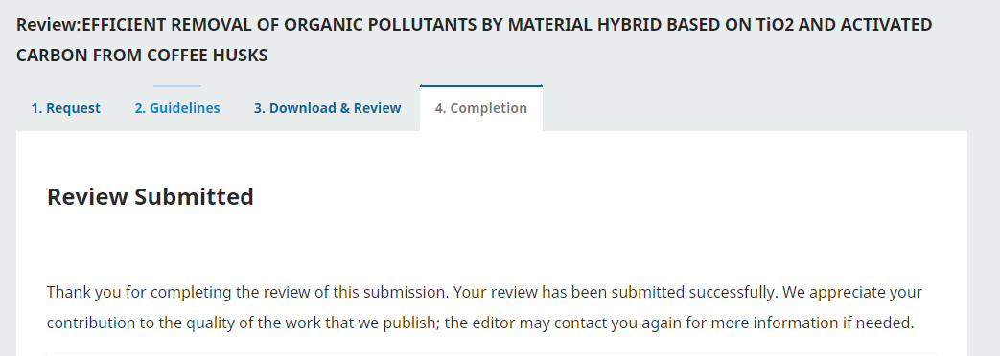 Review:EFFICIENT REMOVAL OF ORGANIC POLLUTANTS BY MATERIAL HYBRID BASED ON TiO2 AND ACTIVATED
CARBON FROM COFFEE HUSKS
1. Request 2. Guidelines 3. Download & Review 4. Completion
Review Submitted
Thank you for completing the review of this submission. Your review has been submitted successfully. We appreciate your
contribution to the quality of the work that we publish; the editor may contact you again for more information if needed.